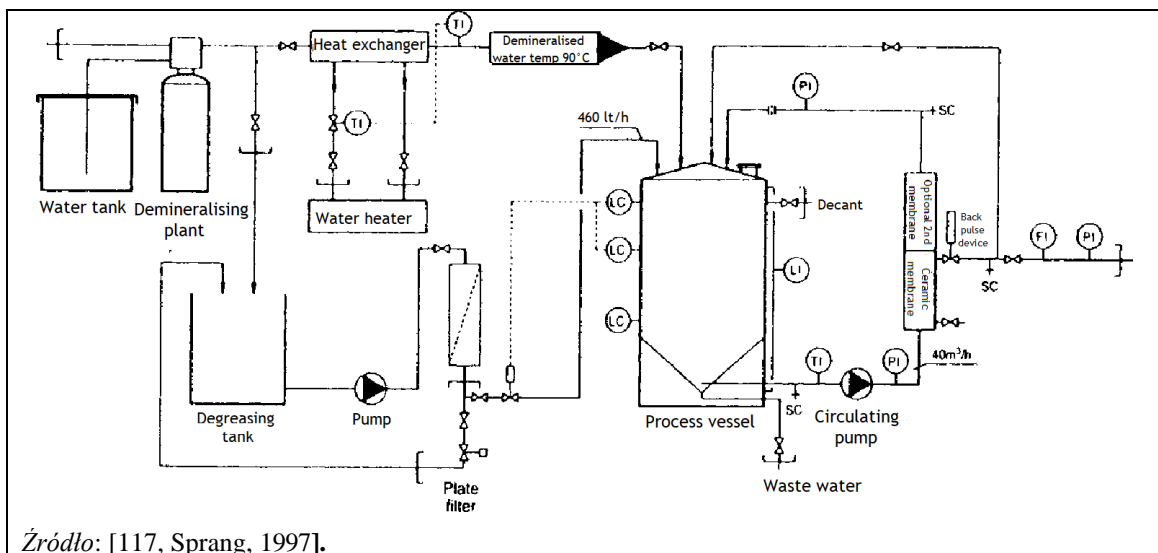 TI
Heat exchanger
Demineralised
water temp 90°C
TI
PI
SC
460 lt/h
Water tank
Demineralising
plant
Water heater
LC
LC
LC
Decant
LI
Optional 2nd
membrane
Ceramic
membrane
Back
pulse
device
FI
PI
SC
40m³/h
TI
PI
SC
Degreasing
tank
Pump
Plate
filter
Process vessel
Circulating
pump
Waste water
Źródło: [117, Sprang, 1997].